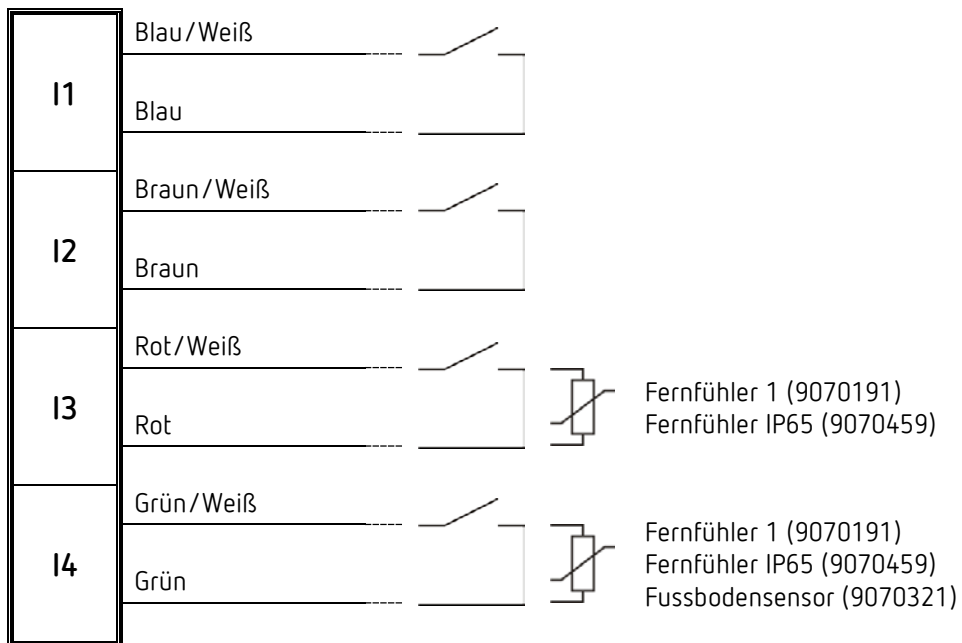 I1
Blau/Weiß
Blau
I2
Braun/Weiß
Braun
I3
Rot/Weiß
Rot
Fernfühler 1 (9070191)
Fernfühler IP65 (9070459)
I4
Grün/Weiß
Grün
Fernfühler 1 (9070191)
Fernfühler IP65 (9070459)
Fussbodensensor (9070321)